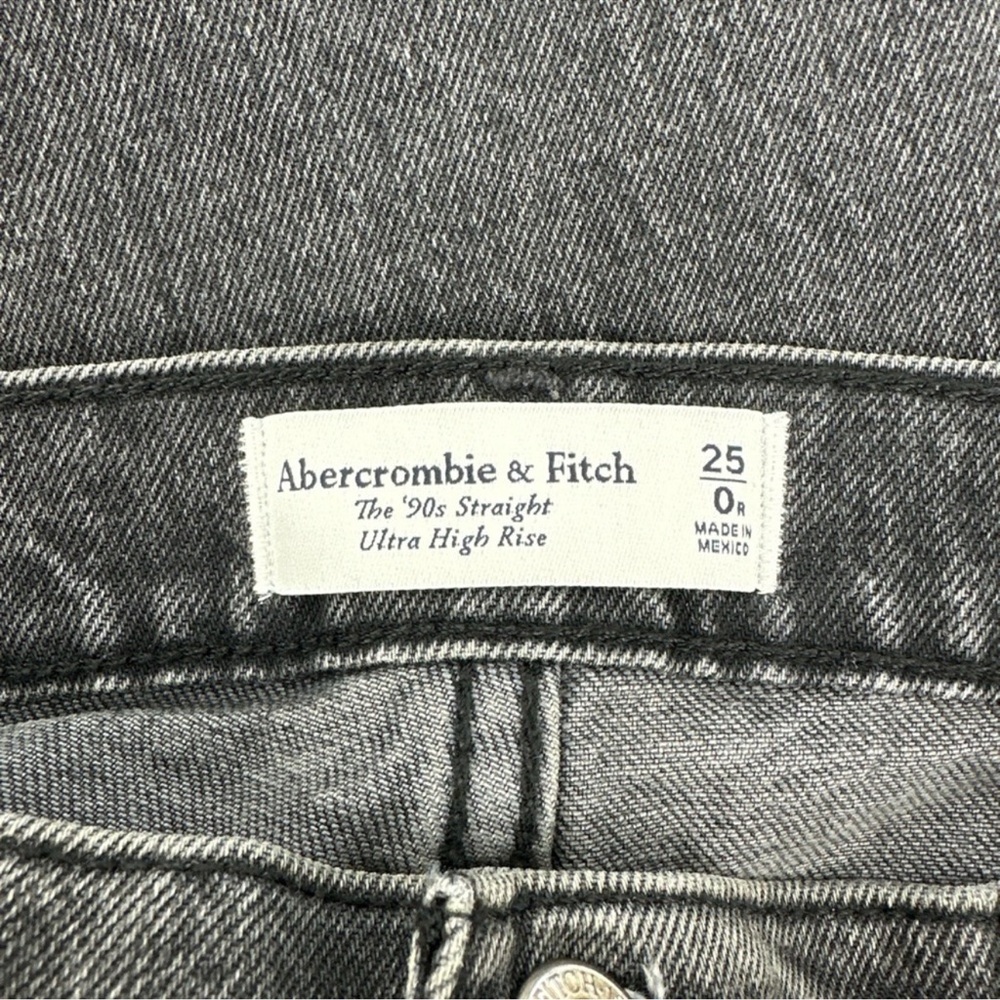 Abercrombie & Fitch
The '90s Straight
Ultra High Rise
25
0R
MADE IN
MEXICO